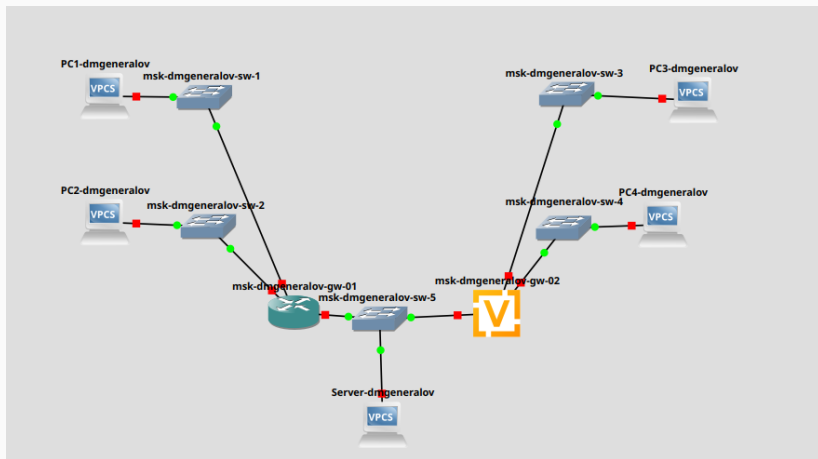 PC1-dmgeneralov
VPCS
msk-dmgeneralov-sw-1
msk-dmgeneralov-sw-3
PC3-dmgeneralov
VPCS
PC2-dmgeneralov
VPCS
msk-dmgeneralov-sw-2
msk-dmgeneralov-sw-4
PC4-dmgeneralov
VPCS
msk-dmgeneralov-gw-01
msk-dmgeneralov-sw-5
msk-dmgeneralov-gw-02
V
Server-dmgeneralov
VPCS